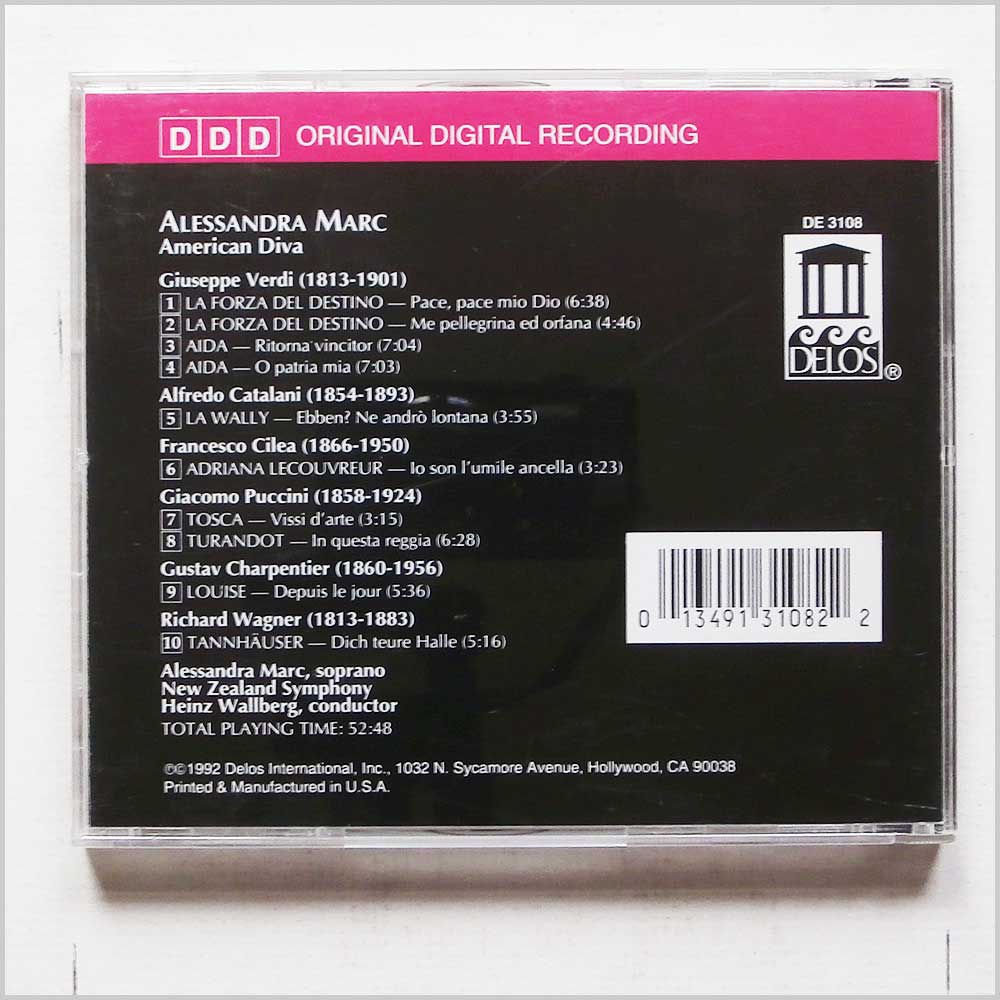 DDD ORIGINAL DIGITAL RECORDING
ALESSANDRA MARC
American Diva
DE 3108
DELOS®
Giuseppe Verdi (1813-1901)
1 LA FORZA DEL DESTINO — Pace, pace mio Dio (6:38)
2 LA FORZA DEL DESTINO — Me pellegrina ed orfana (4:46)
3 AIDA — Ritorna vincitor (7:04)
4 AIDA — O patria mia (7:03)
Alfredo Catalani (1854-1893)
5 LA WALLY — Ebben? Ne andrò lontana (3:55)
Francesco Cilea (1866-1950)
6 ADRIANA LECOUVREUR — Io son l'umile ancella (3:23)
Giacomo Puccini (1858-1924)
7 TOSCA — Vissi d'arte (3:15)
8 TURANDOT — In questa reggia (6:28)
Gustav Charpentier (1860-1956)
9 LOUISE — Depuis le jour (5:36)
Richard Wagner (1813-1883)
10 TANNHÄUSER — Dich teure Halle (5:16)
0 13491 31082 2
Alessandra Marc, soprano
New Zealand Symphony
Heinz Wallberg, conductor
TOTAL PLAYING TIME: 52:48
℗©1992 Delos International, Inc., 1032 N. Sycamore Avenue, Hollywood, CA 90038
Printed & Manufactured in U.S.A.